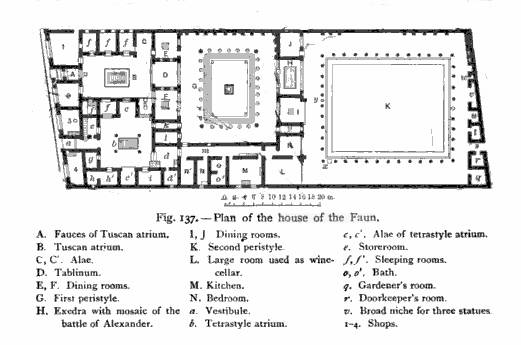 Fig. 137.—Plan of the house of the Faun.
A. Fauces of Tuscan atrium.
B. Tuscan atrium.
C, C'. Alae.
D. Tablinum.
E, F. Dining rooms.
G. First peristyle.
H. Exedra with mosaic of the
battle of Alexander.
I, J Dining rooms.
K. Second peristyle.
L. Large room used as wine-
cellar.
M. Kitchen.
N. Bedroom.
a. Vestibule.
b. Tetrastyle atrium.
c, c'. Alae of tetrastyle atrium.
e. Storeroom.
f, f'. Sleeping rooms.
o, o'. Bath.
q. Gardener's room.
r. Doorkeeper's room.
v. Broad niche for three statues
1-4. Shops.